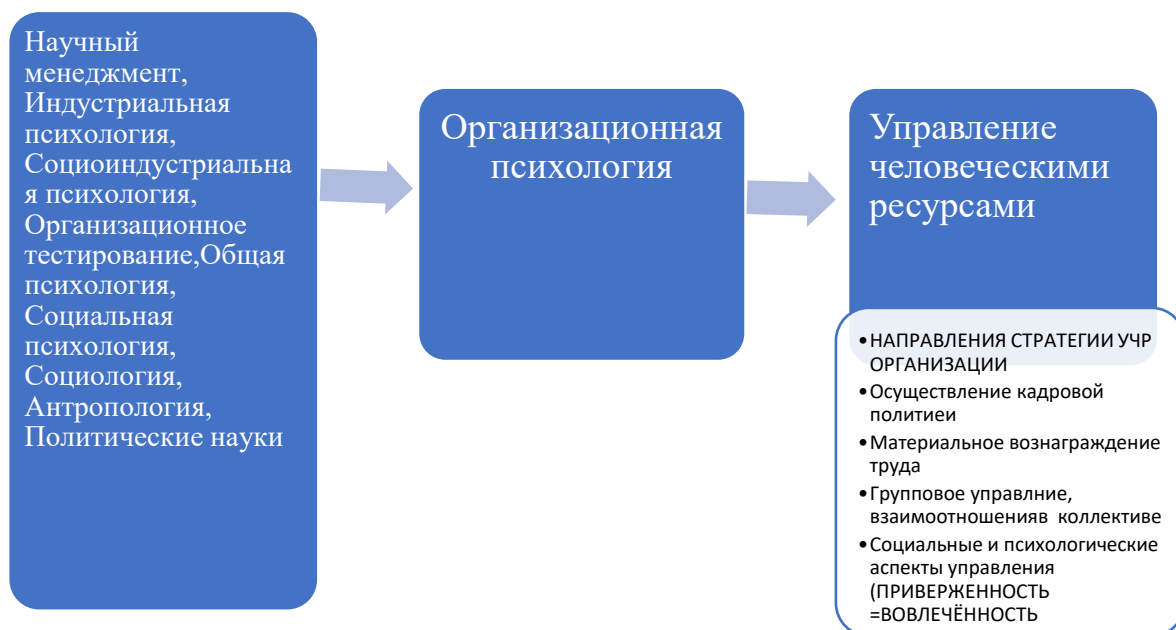 Научный
менеджмент,
Индустриальная
психология,
Социоиндустриальна
я психология,
Организационное
тестирование,Общая
психология,
Социальная
психология,
Социология,
Антропология,
Политические науки
Организационная
психология
Управление
человеческими
ресурсами
•НАПРАВЛЕНИЯ СТРАТЕГИИ УЧР
ОРГАНИЗАЦИИ
•Осуществление кадровой
политиеи
•Материальное вознаграждение
труда
•Групповое управлние,
взаимоотношенияв коллективе
•Социальные и психологические
аспекты управления
(ПРИВЕРЖЕННОСТЬ
=ВОВЛЕЧЁННОСТЬ